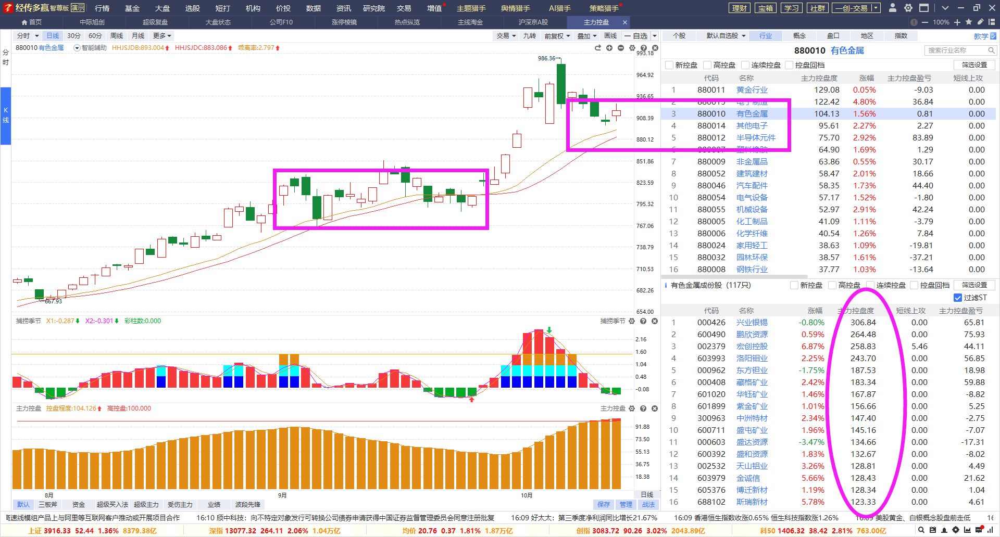 经传多赢 智尊版 演示 行情 基金 大盘 选股 短打 机构 价投 数据 资讯 研究院 交易 增值 主题猎手 舆情猎手 AI猎手 策略猎手 理财 宝箱 学习 社群 一创-交易
首页 中际旭创 超级复盘 大盘状态 公司F10 涨停棱镜 热点纵览 主线淘金 沪深京A股 主力控盘 100%
分时 日线 30分 60分 周线 月线 更多 交易 九转 前复权 叠加 画线 一自选 个股 默认自选股 行业 概念 盘口 地区 指数 教学
分时
K线
880010 有色金属 智能辅助 HHJSJDB:893.004 HHJSJDC:883.086 乖离率:2.797
993.18
964.92
936.65
908.39
880.12
851.86
823.59
795.32
767.06
738.79
710.53
682.26
654.00
986.36
667.93
捕捞季节 X1:-0.287 X2:-0.301 彩柱数:0.000 捕捞季节
2.16
1.60
1.04
0.48
-0.08
主力控盘 控盘程度:104.126 高控盘:100.000 主力控盘
91.88
73.50
55.13
36.75
18.38
8月 9月 10月 日线
默认 三板斧 资金 超级买入法 超级主力 受伤主力 业绩 波段先锋 保存 管理 战法
880010 有色金属 搜索行业名称
新控盘 高控盘 连续控盘 控盘回档 筛选设置
代码 名称 主力控盘度 涨幅 主力控盘盈亏 短线上攻
1 880011 黄金行业 129.08 0.05% -9.03 0.00
2 880015 电子制造 122.42 4.80% 36.84 0.00
3 880010 有色金属 104.13 1.56% 0.81 0.00
4 880014 其他电子 95.61 2.27% 2.27 0.00
5 880012 半导体元件 75.70 2.92% 83.89 0.00
6 880007 塑料橡胶 64.90 1.69% 1.29 0.00
7 880009 非金属品 63.86 0.55% 30.17 0.00
8 880052 建筑建材 58.47 2.01% 18.66 0.00
9 880046 汽车配件 58.35 1.73% 44.40 0.00
10 880054 电气设备 57.17 1.52% -1.80 0.00
11 880055 机械设备 52.97 2.91% 42.24 0.00
12 880005 化工制品 41.09 1.11% -3.79 0.00
13 880006 化学纤维 40.54 1.26% 7.84 0.00
14 880024 家用轻工 38.63 1.09% -19.81 0.00
15 880032 园林环保 38.57 1.61% -37.21 0.00
16 880008 钢铁行业 37.77 1.03% -13.64 0.00
有色金属成份股 (117只) 新控盘 高控盘 连续控盘 控盘回档 筛选设置
过滤ST
代码 名称 涨幅 主力控盘度 短线上攻 主力控盘盈亏
1 000426 兴业银锡 -0.80% 306.84 0.00 65.81
2 600490 鹏欣资源 0.59% 264.48 0.00 75.93
3 002379 宏创控股 6.87% 258.83 5.46 44.11
4 603993 洛阳钼业 2.25% 243.70 0.00 56.85
5 000962 东方钽业 -1.75% 187.53 0.00 18.98
6 000408 藏格矿业 2.42% 183.34 0.00 59.88
7 601020 华钰矿业 1.46% 167.87 0.00 -8.82
8 601899 紫金矿业 1.01% 156.66 0.00 5.25
9 300963 中洲特材 2.34% 147.40 0.00 -2.75
10 600711 盛屯矿业 1.96% 145.16 0.00 -7.07
11 000603 盛达资源 -3.47% 134.66 0.00 -17.31
12 600392 盛和资源 1.83% 132.67 0.00 -8.02
13 002532 天山铝业 3.26% 128.81 0.00 4.49
14 603979 金诚信 5.66% 128.43 0.00 21.62
15 605376 博迁新材 1.19% 128.34 0.00 1.04
16 688102 斯瑞新材 5.78% 123.33 0.00 4.61
高速线模组产品上与阿里等互联网客户推动或开展项目合作 16:10 颀中科技：向不特定对象发行可转换公司债券申请获得中国证券监督管理委员会同意注册批复 16:09 好太太：第三季度净利润同比增长21.67% 16:09 香港恒生指数收涨0.65% 恒生科技指数涨1.26% 16:09 美股黄金、白银概念股盘前走低
上证 3916.33 52.44 1.36% 8379.38亿 深指 13077.32 264.11 2.06% 1.04万亿 均价 20.76 0.37 1.81% 1.87万亿 创指 3083.72 90.26 3.02% 2043.89亿 科50 1406.32 38.42 2.81% 763.00亿